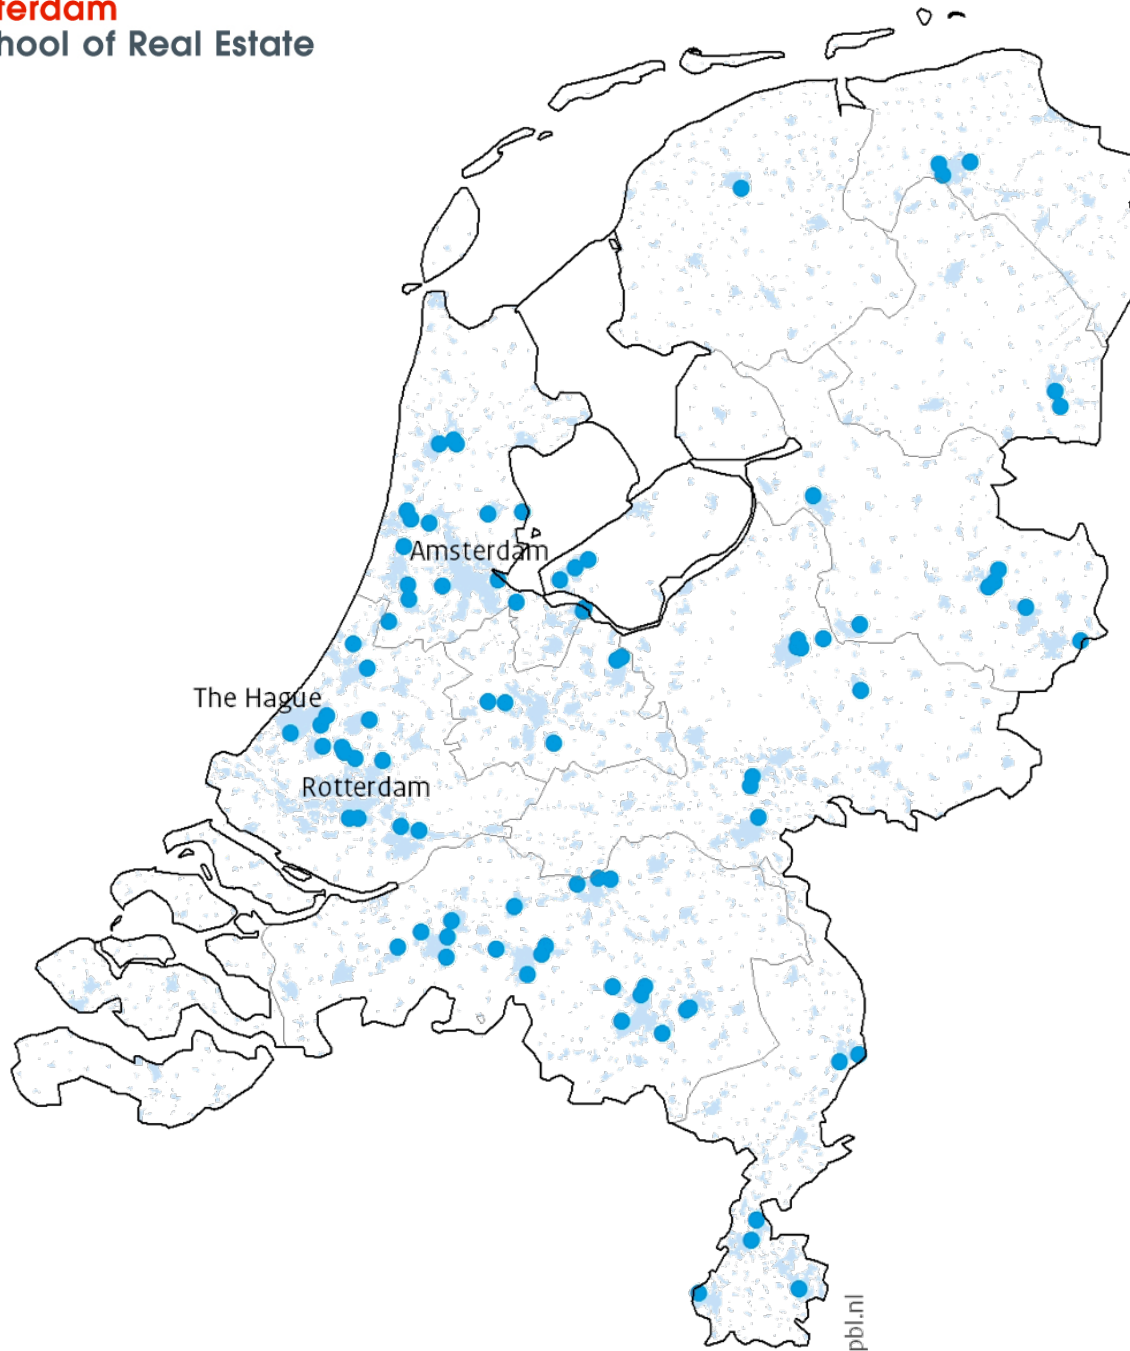 terdam
hool of Real Estate
Amsterdam
The Hague
Rotterdam
pbl.nl